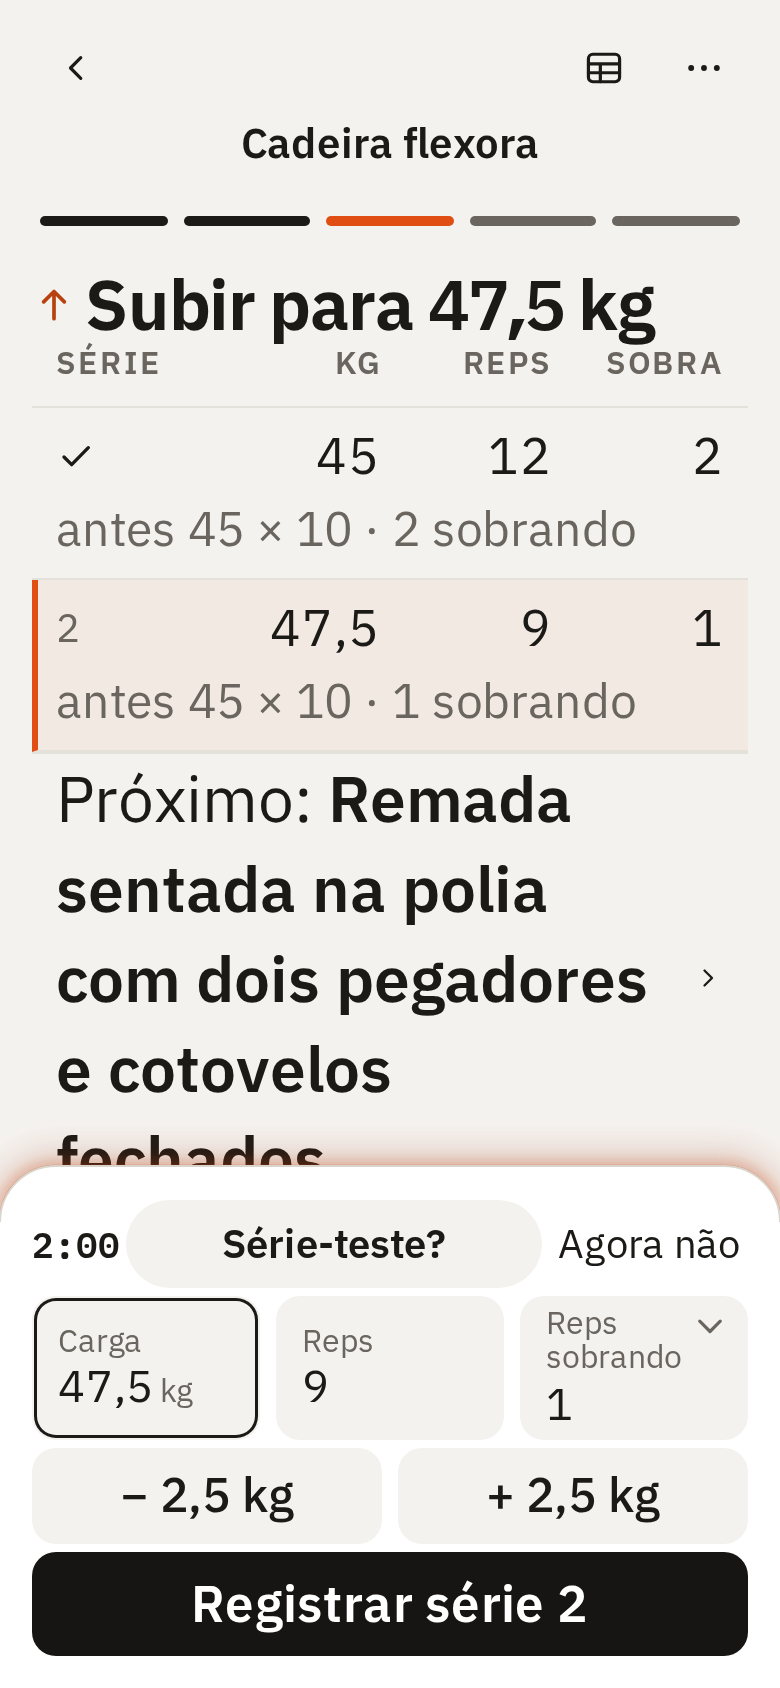 Cadeira flexora
↑ Subir para 47,5 kg
SÉRIE KG REPS SOBRA
✓ 45 12 2
antes 45 × 10 · 2 sobrando
2 47,5 9 1
antes 45 × 10 · 1 sobrando
Próximo: Remada
sentada na polia
com dois pegadores
e cotovelos
fechados
2:00 Série-teste? Agora não
Carga
47,5 kg
Reps
9
Reps
sobrando
1
− 2,5 kg + 2,5 kg
Registrar série 2